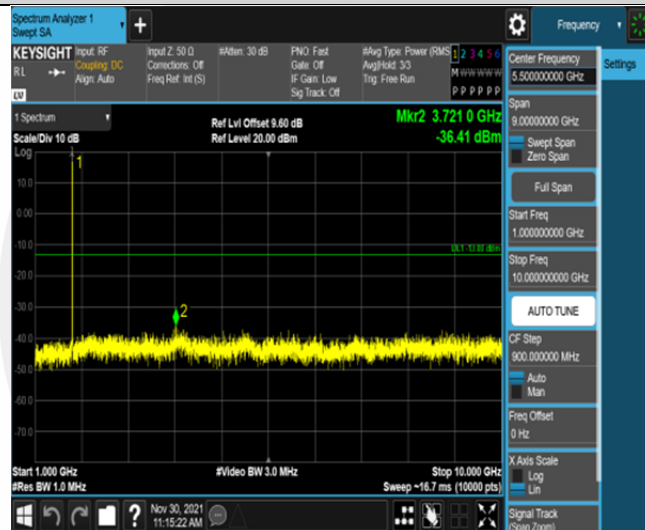 Spectrum Analyzer 1
Swept SA
Frequency
KEYSIGHT
RL
Input: RF
Coupling: DC
Align: Auto
Input Z: 50 Ω
Corrections: Off
Freq Ref: Int (S)
#Atten: 30 dB
PNO: Fast
Gate: Off
IF Gain: Low
Sig Track: Off
#Avg Type: Power (RMS
Avg|Hold: 3/3
Trig: Free Run
1 2 3 4 5 6
M W W W W W
P P P P P P
1 Spectrum
Scale/Div 10 dB
Log
Ref Lvl Offset 9.60 dB
Ref Level 20.00 dBm
Mkr2 3.721 0 GHz
-36.41 dBm
1
10.0
0.00
-10.0
DL1 -13.00 dBm
-20.0
-30.0
2
-40.0
-50.0
-60.0
-70.0
Start 1.000 GHz
#Res BW 1.0 MHz
#Video BW 3.0 MHz
Stop 10.000 GHz
Sweep ~16.7 ms (10000 pts)
Center Frequency
5.500000000 GHz
Settings
Span
9.00000000 GHz
Swept Span
Zero Span
Full Span
Start Freq
1.000000000 GHz
Stop Freq
10.000000000 GHz
AUTO TUNE
CF Step
900.000000 MHz
Auto
Man
Freq Offset
0 Hz
X Axis Scale
Log
Lin
Signal Track
(Span Zoom)
?
Nov 30, 2021
11:15:22 AM